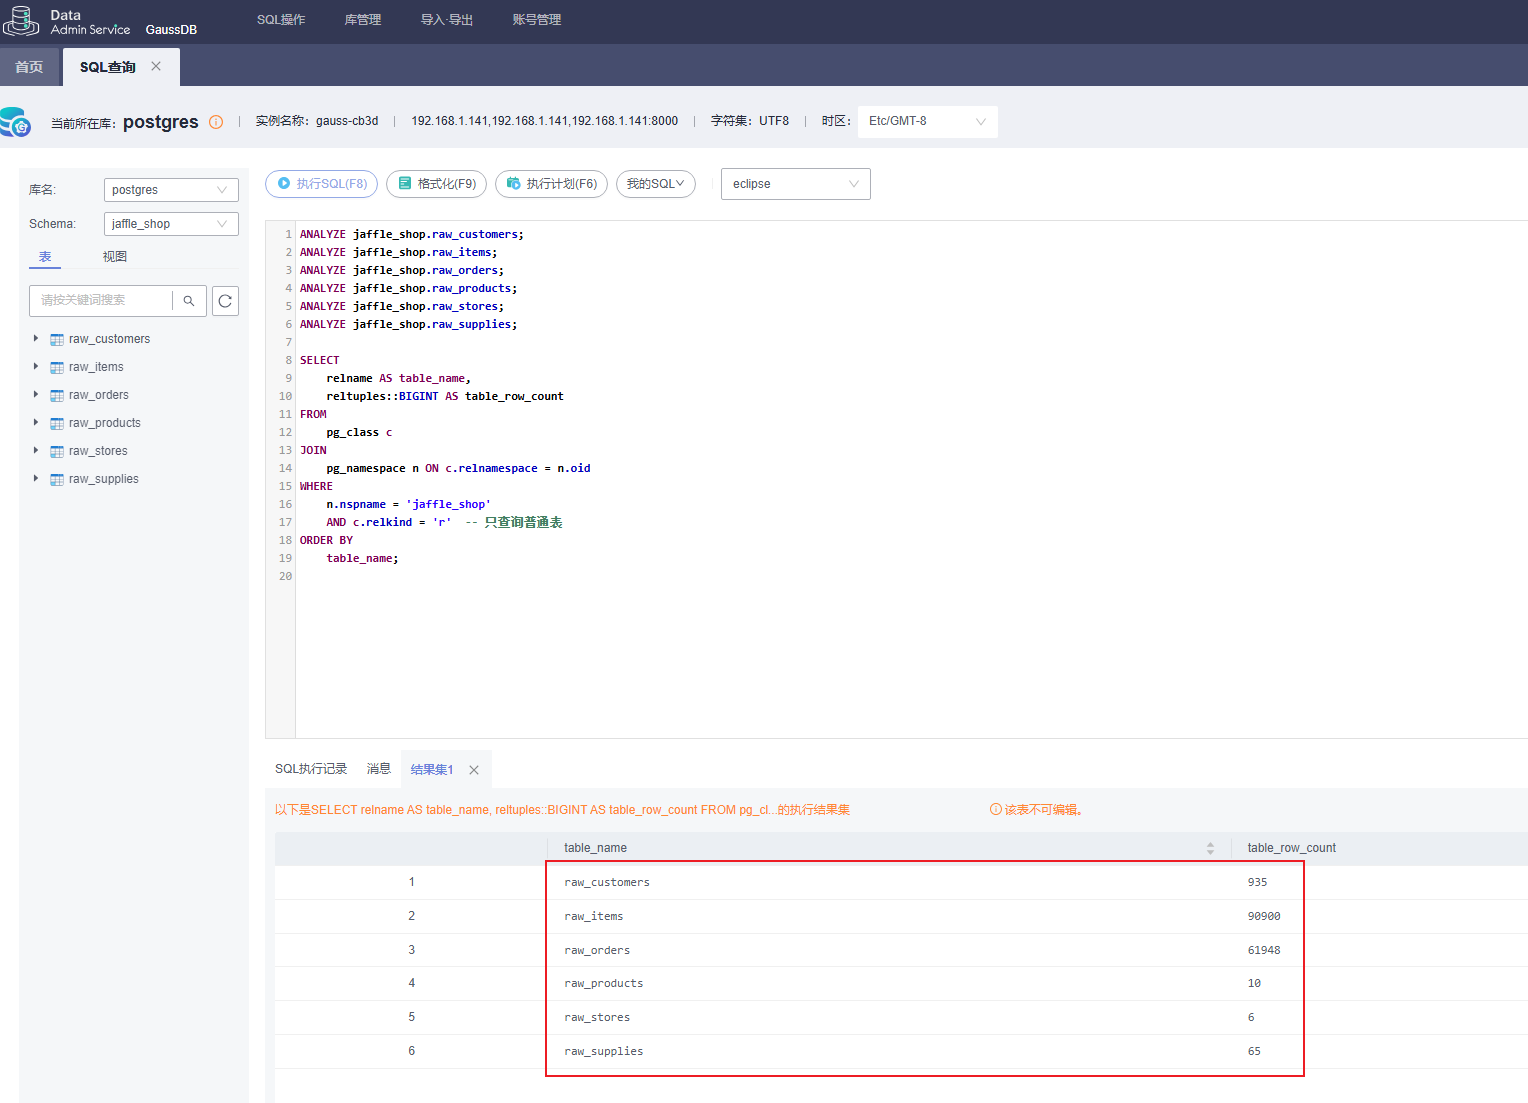 Data
Admin Service GaussDB SQL操作 库管理 导入·导出 账号管理
首页 SQL查询
当前所在库: postgres | 实例名称: gauss-cb3d | 192.168.1.141,192.168.1.141,192.168.1.141:8000 | 字符集: UTF8 | 时区: Etc/GMT-8
库名: postgres
Schema: jaffle_shop
表 视图
请按关键词搜索
raw_customers
raw_items
raw_orders
raw_products
raw_stores
raw_supplies
执行SQL(F8) 格式化(F9) 执行计划(F6) 我的SQL eclipse
1 ANALYZE jaffle_shop.raw_customers;
2 ANALYZE jaffle_shop.raw_items;
3 ANALYZE jaffle_shop.raw_orders;
4 ANALYZE jaffle_shop.raw_products;
5 ANALYZE jaffle_shop.raw_stores;
6 ANALYZE jaffle_shop.raw_supplies;
7
8 SELECT
9 relname AS table_name,
10 reltuples::BIGINT AS table_row_count
11 FROM
12 pg_class c
13 JOIN
14 pg_namespace n ON c.relnamespace = n.oid
15 WHERE
16 n.nspname = 'jaffle_shop'
17 AND c.relkind = 'r' -- 只查询普通表
18 ORDER BY
19 table_name;
20
SQL执行记录 消息 结果集1
以下是SELECT relname AS table_name, reltuples::BIGINT AS table_row_count FROM pg_cl...的执行结果集 该表不可编辑。
table_name table_row_count
1 raw_customers 935
2 raw_items 90900
3 raw_orders 61948
4 raw_products 10
5 raw_stores 6
6 raw_supplies 65